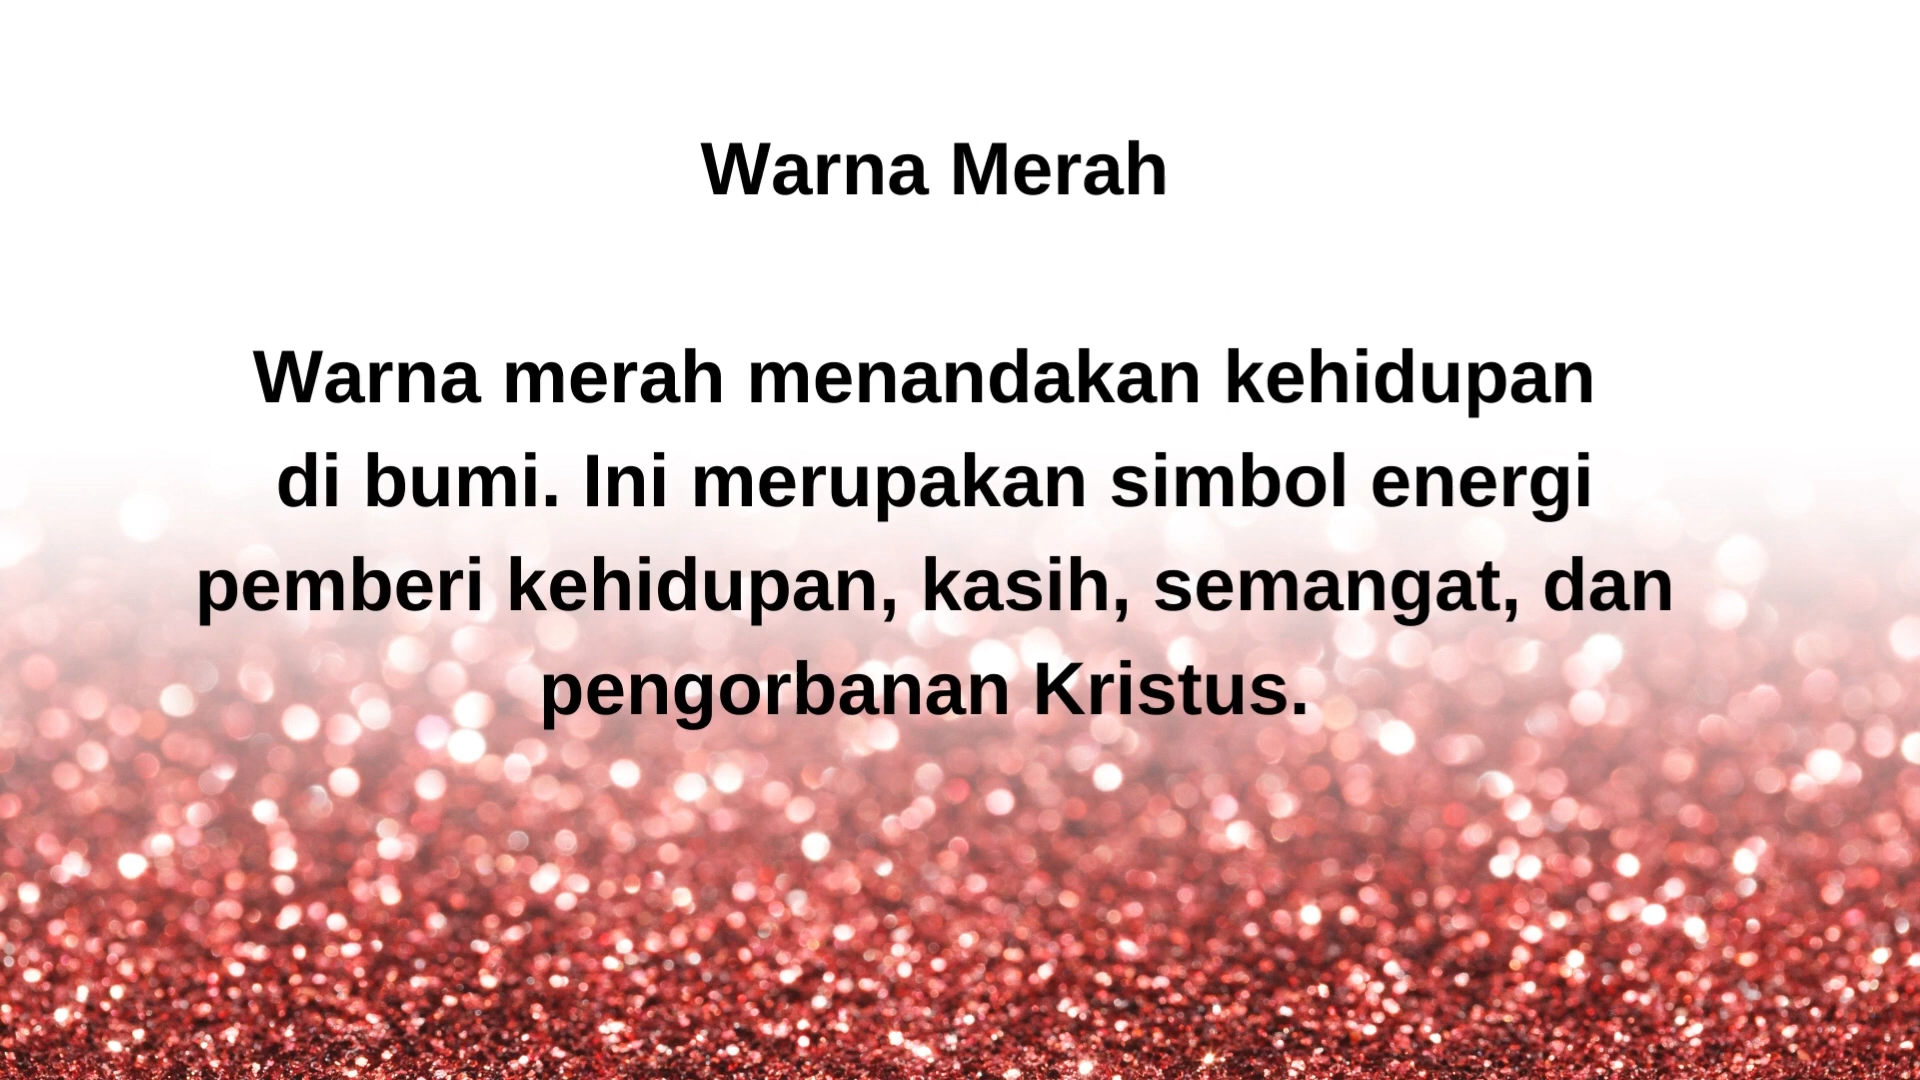 Warna Merah
Warna merah menandakan kehidupan
di bumi. Ini merupakan simbol energi
pemberi kehidupan, kasih, semangat, dan
pengorbanan Kristus.